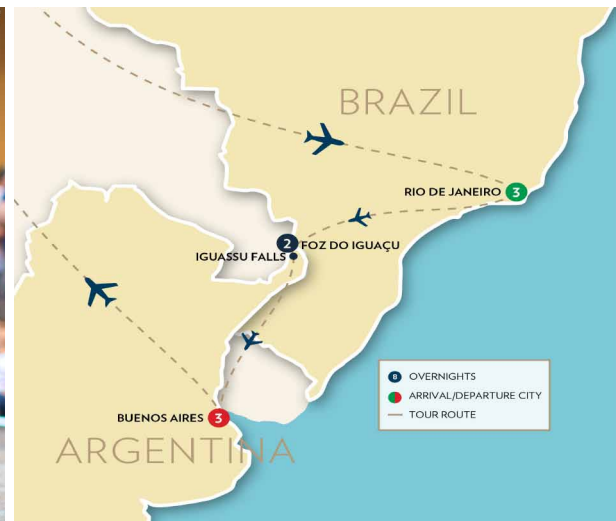 BRAZIL
RIO DE JANEIRO 3
2 FOZ DO IGUAÇU
IGUASSU FALLS
BUENOS AIRES 3
ARGENTINA
8 OVERNIGHTS
ARRIVAL/DEPARTURE CITY
TOUR ROUTE